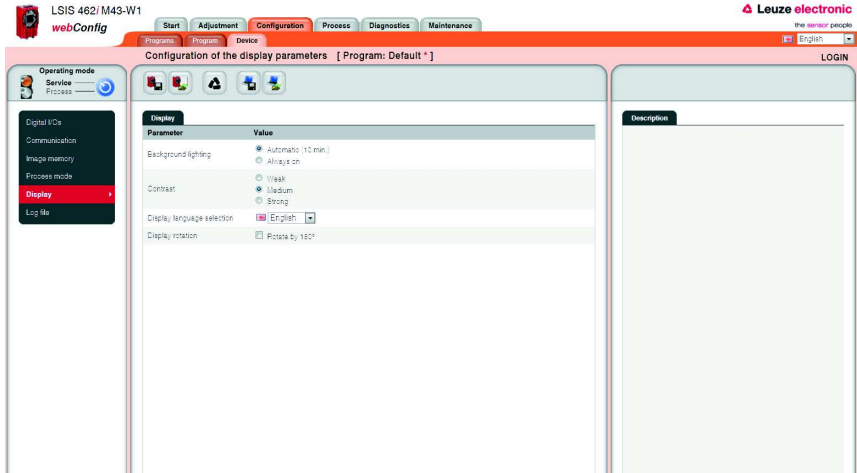 LSIS 462i M43-W1
webConfig
Start Adjustment Configuration Process Diagnostics Maintenance
Programs Program Device
Leuze electronic
the sensor people
English
Configuration of the display parameters [ Program: Default * ]
LOGIN
Operating mode
Service
Process
Digital I/Os
Communication
Image memory
Process mode
Display
Log file
Display
Parameter Value
Background lighting
Automatic (10 min.)
Always on
Contrast
Weak
Medium
Strong
Display language selection English
Display rotation Rotate by 180°
Description